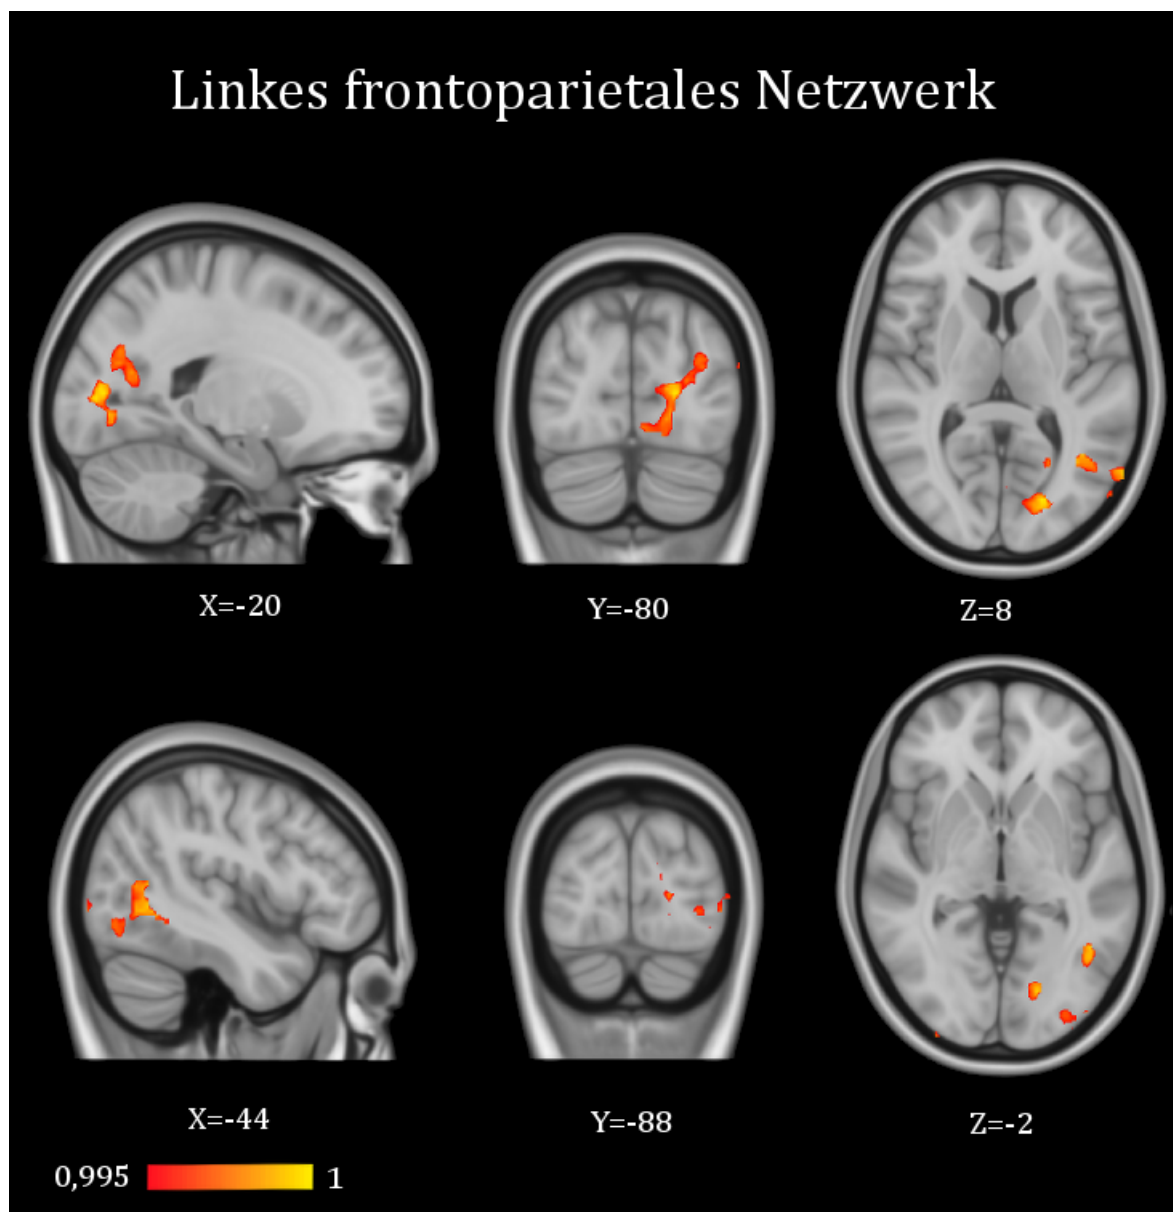 Linkes frontoparietales Netzwerk
X=-20
Y=-80
Z=8
X=-44
Y=-88
Z=-2
0,995
1